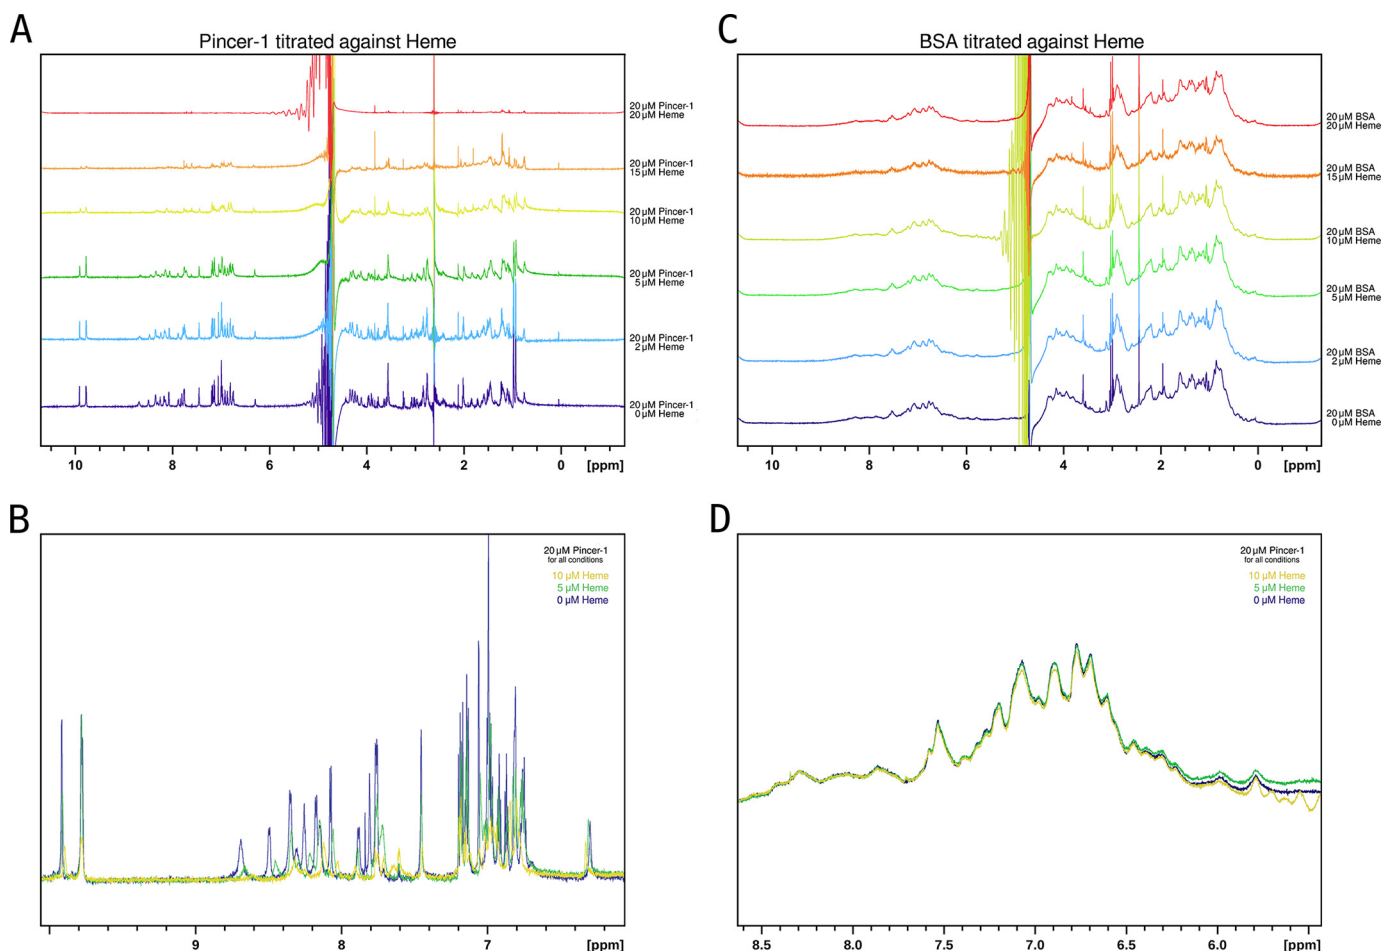 A
Pincer-1 titrated against Heme
20 µM Pincer-1
20 µM Heme
20 µM Pincer-1
15 µM Heme
20 µM Pincer-1
10 µM Heme
20 µM Pincer-1
5 µM Heme
20 µM Pincer-1
2 µM Heme
20 µM Pincer-1
0 µM Heme
10 8 6 4 2 0 [ppm]
C
BSA titrated against Heme
20 µM BSA
20 µM Heme
20 µM BSA
15 µM Heme
20 µM BSA
10 µM Heme
20 µM BSA
5 µM Heme
20 µM BSA
2 µM Heme
20 µM BSA
0 µM Heme
10 8 6 4 2 0 [ppm]
B
20 µM Pincer-1
for all conditions
10 µM Heme
5 µM Heme
0 µM Heme
9 8 7 [ppm]
D
20 µM Pincer-1
for all conditions
10 µM Heme
5 µM Heme
0 µM Heme
8.5 8.0 7.5 7.0 6.5 6.0 [ppm]